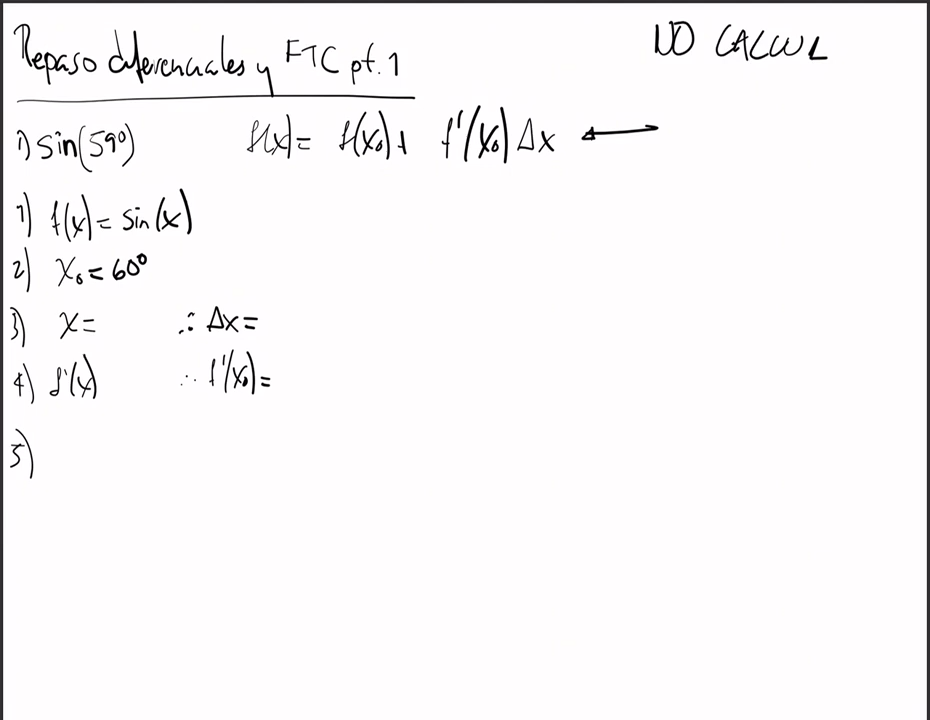 Repaso diferenciales y FTC pt. 1
NO CALCUL
1) sin(59°) f(x) = f(x₀) + f'(x₀) Δx ←
1) f(x) = sin(x)
2) x₀ = 60°
3) x = ∴ Δx =
4) f'(x) ∴ f'(x₀) =
5)